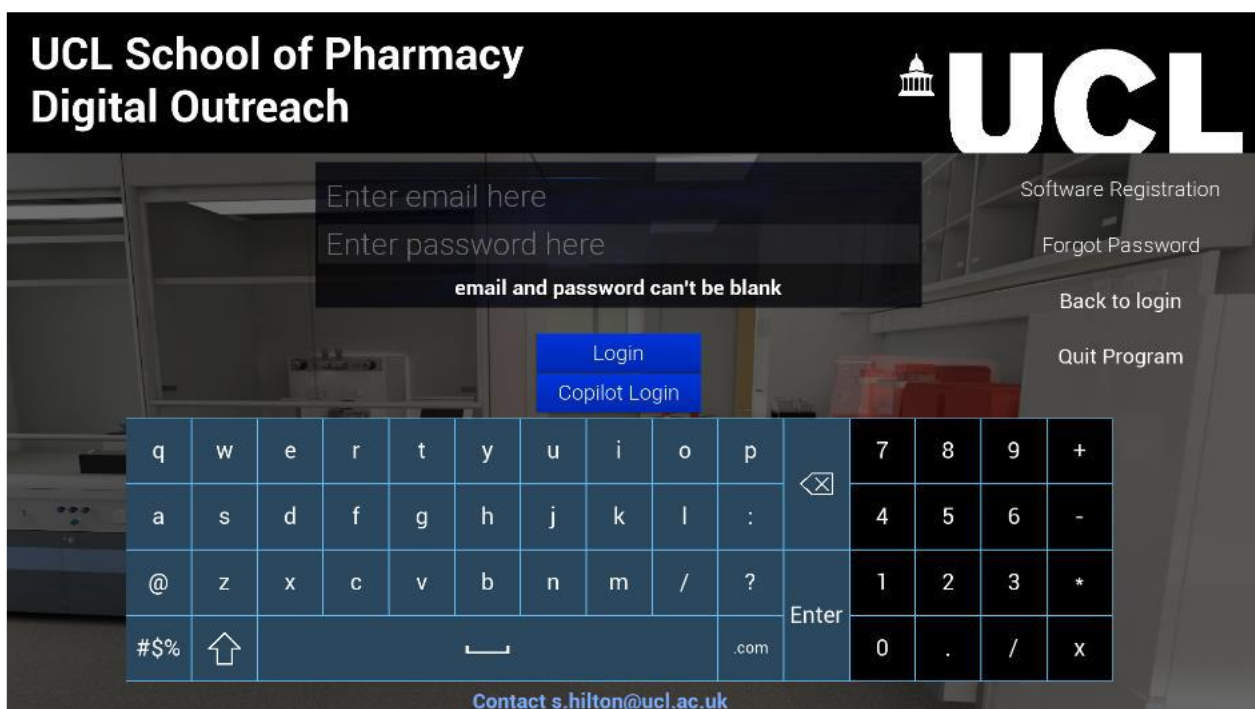 UCL School of Pharmacy
Digital Outreach
UCL
Enter email here
Enter password here
email and password can't be blank
Login
Copilot Login
Software Registration
Forgot Password
Back to login
Quit Program
q w e r t y u i o p 7 8 9 +
a s d f g h j k l : 4 5 6 -
@ z x c v b n m / ? Enter 1 2 3 *
#$% .com 0 . / x
Contact s.hilton@ucl.ac.uk